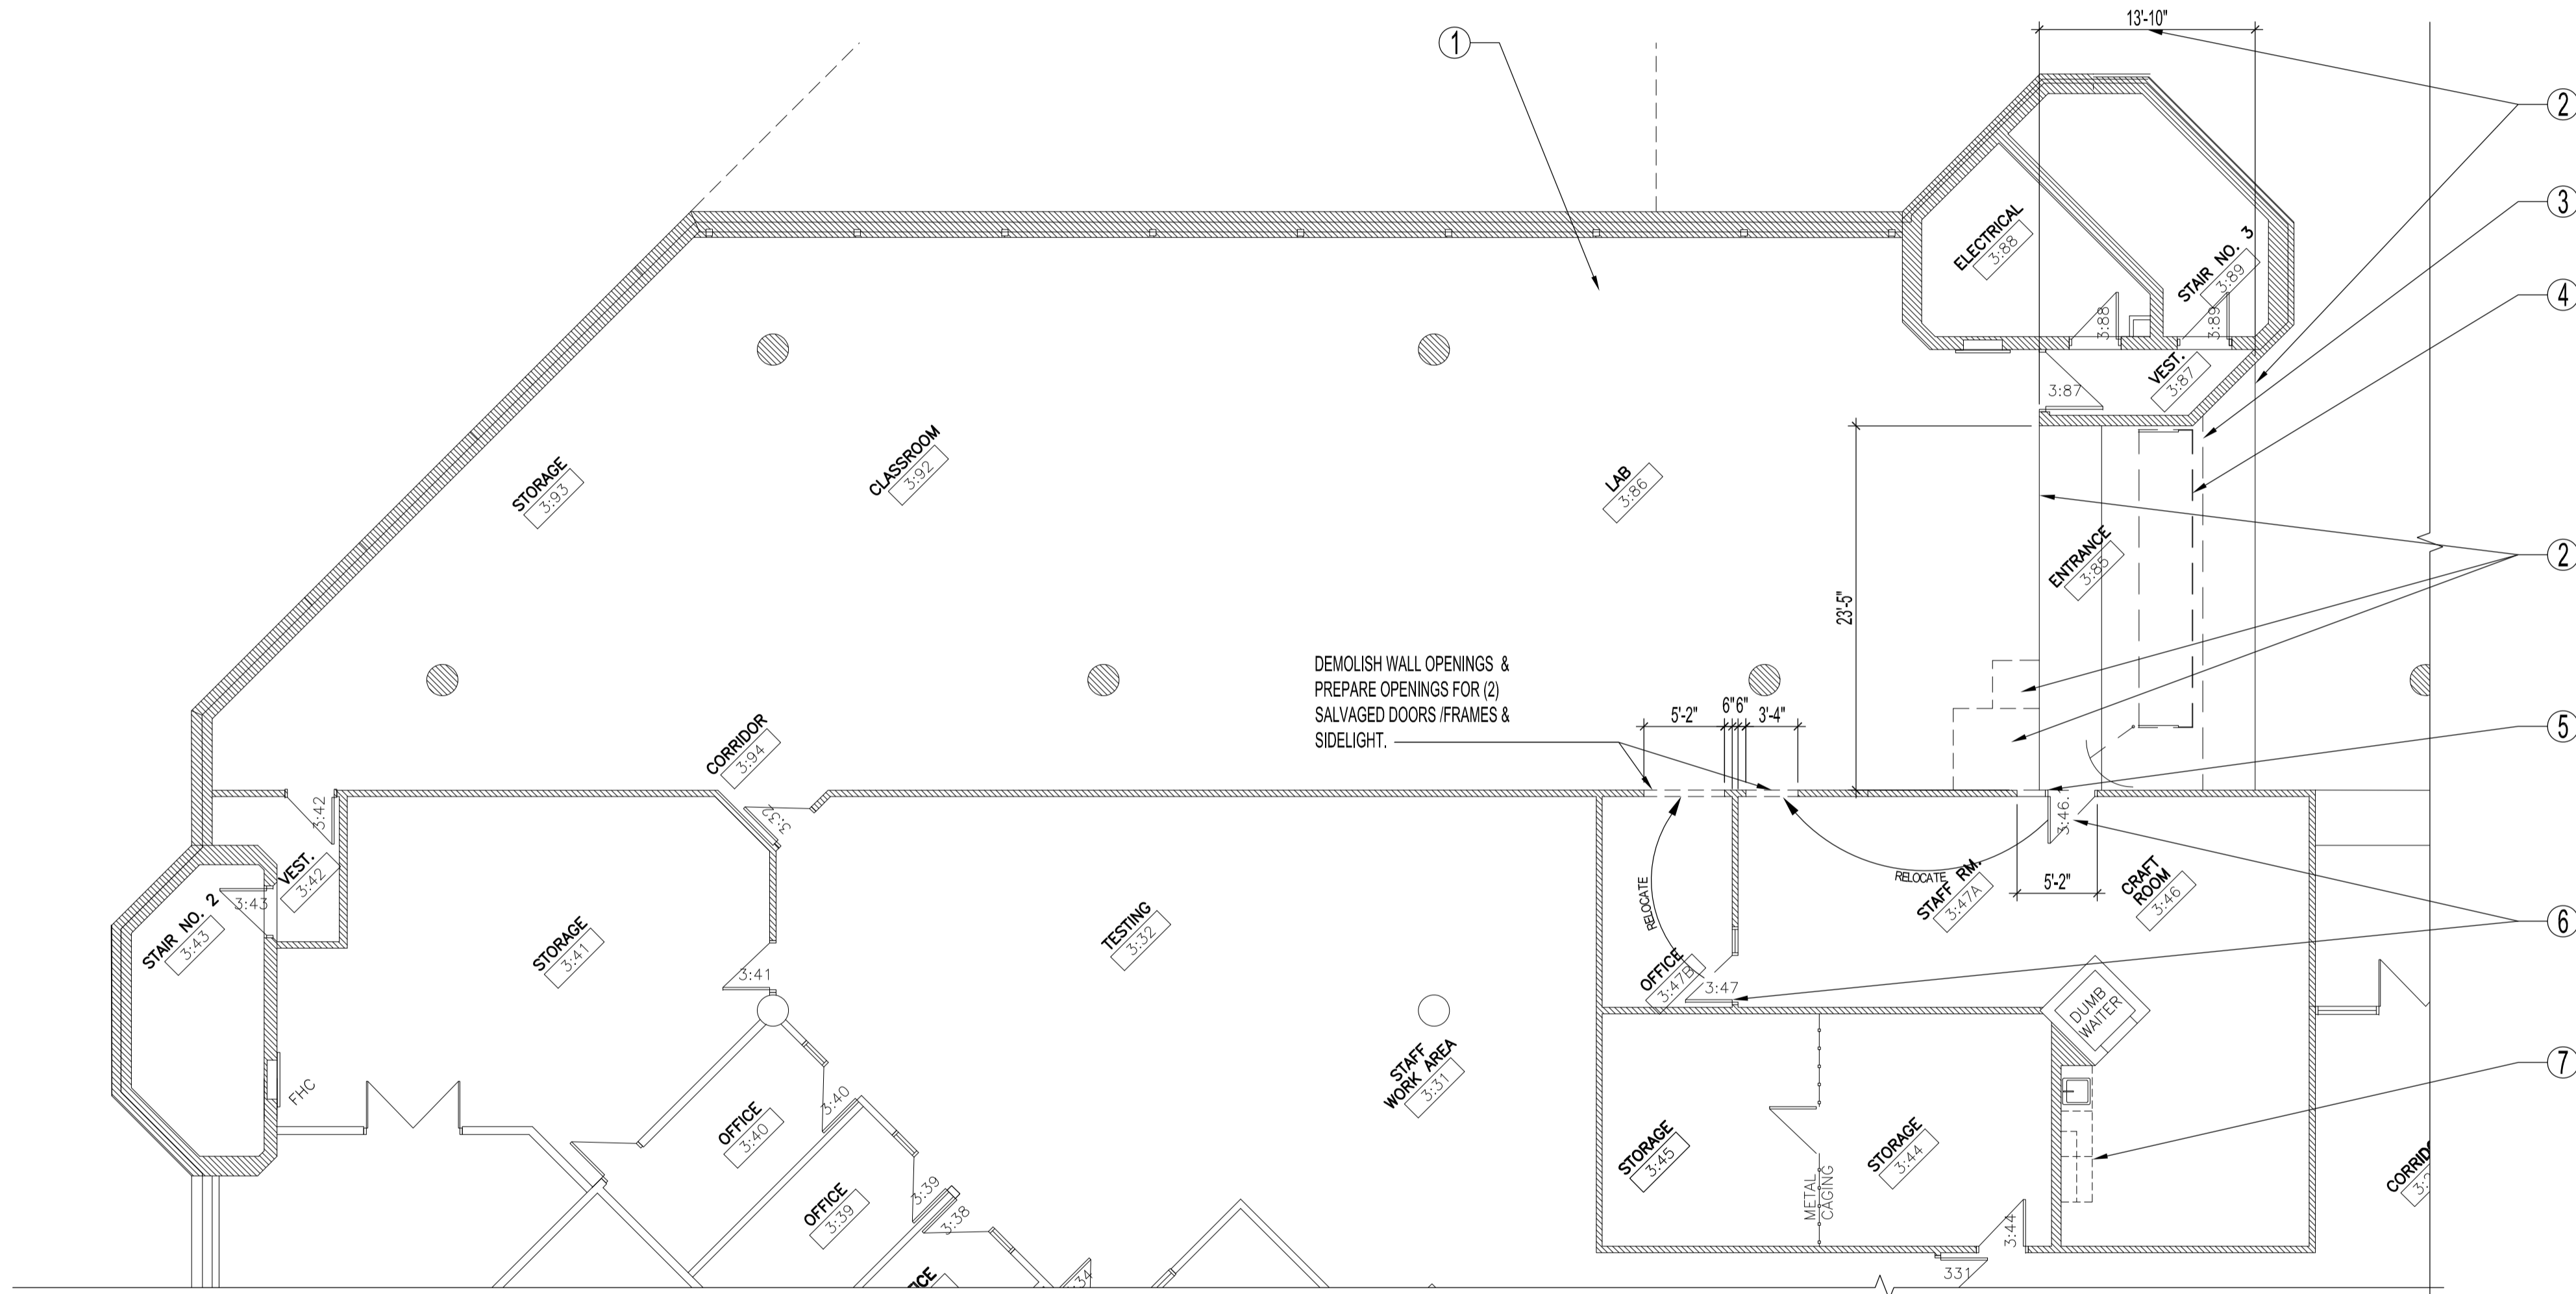 13'-10"
1
2
3
4
ELECTRICAL
3:88
STAIR NO. 3
3:89
3:88
3:89
VEST.
3:87
3:87
CLASSROOM
3:92
STORAGE
3:93
LAB
3:86
ENTRANCE
3:85
23'-5"
2
DEMOLISH WALL OPENINGS &
PREPARE OPENINGS FOR (2)
SALVAGED DOORS /FRAMES &
SIDELIGHT.
5'-2"
6"
6"
3'-4"
5
CORRIDOR
3:94
3:42
3:32
3:46.
VEST.
3:42
STAIR NO. 2
3:43
3:43
STORAGE
3:41
3:41
TESTING
3:32
RELOCATE
RELOCATE
STAFF RM.
3:47A
5'-2"
CRAFT
ROOM
3:46
6
OFFICE
3:47B
3:47
DUMB
WAITER
STAFF
WORK AREA
3:31
7
FHC
3:40
OFFICE
3:40
STORAGE
3:45
STORAGE
3:44
METAL
CAGING
CORRID
OFFICE
3:39
3:39
3:38
3:44
331
ICE
:34